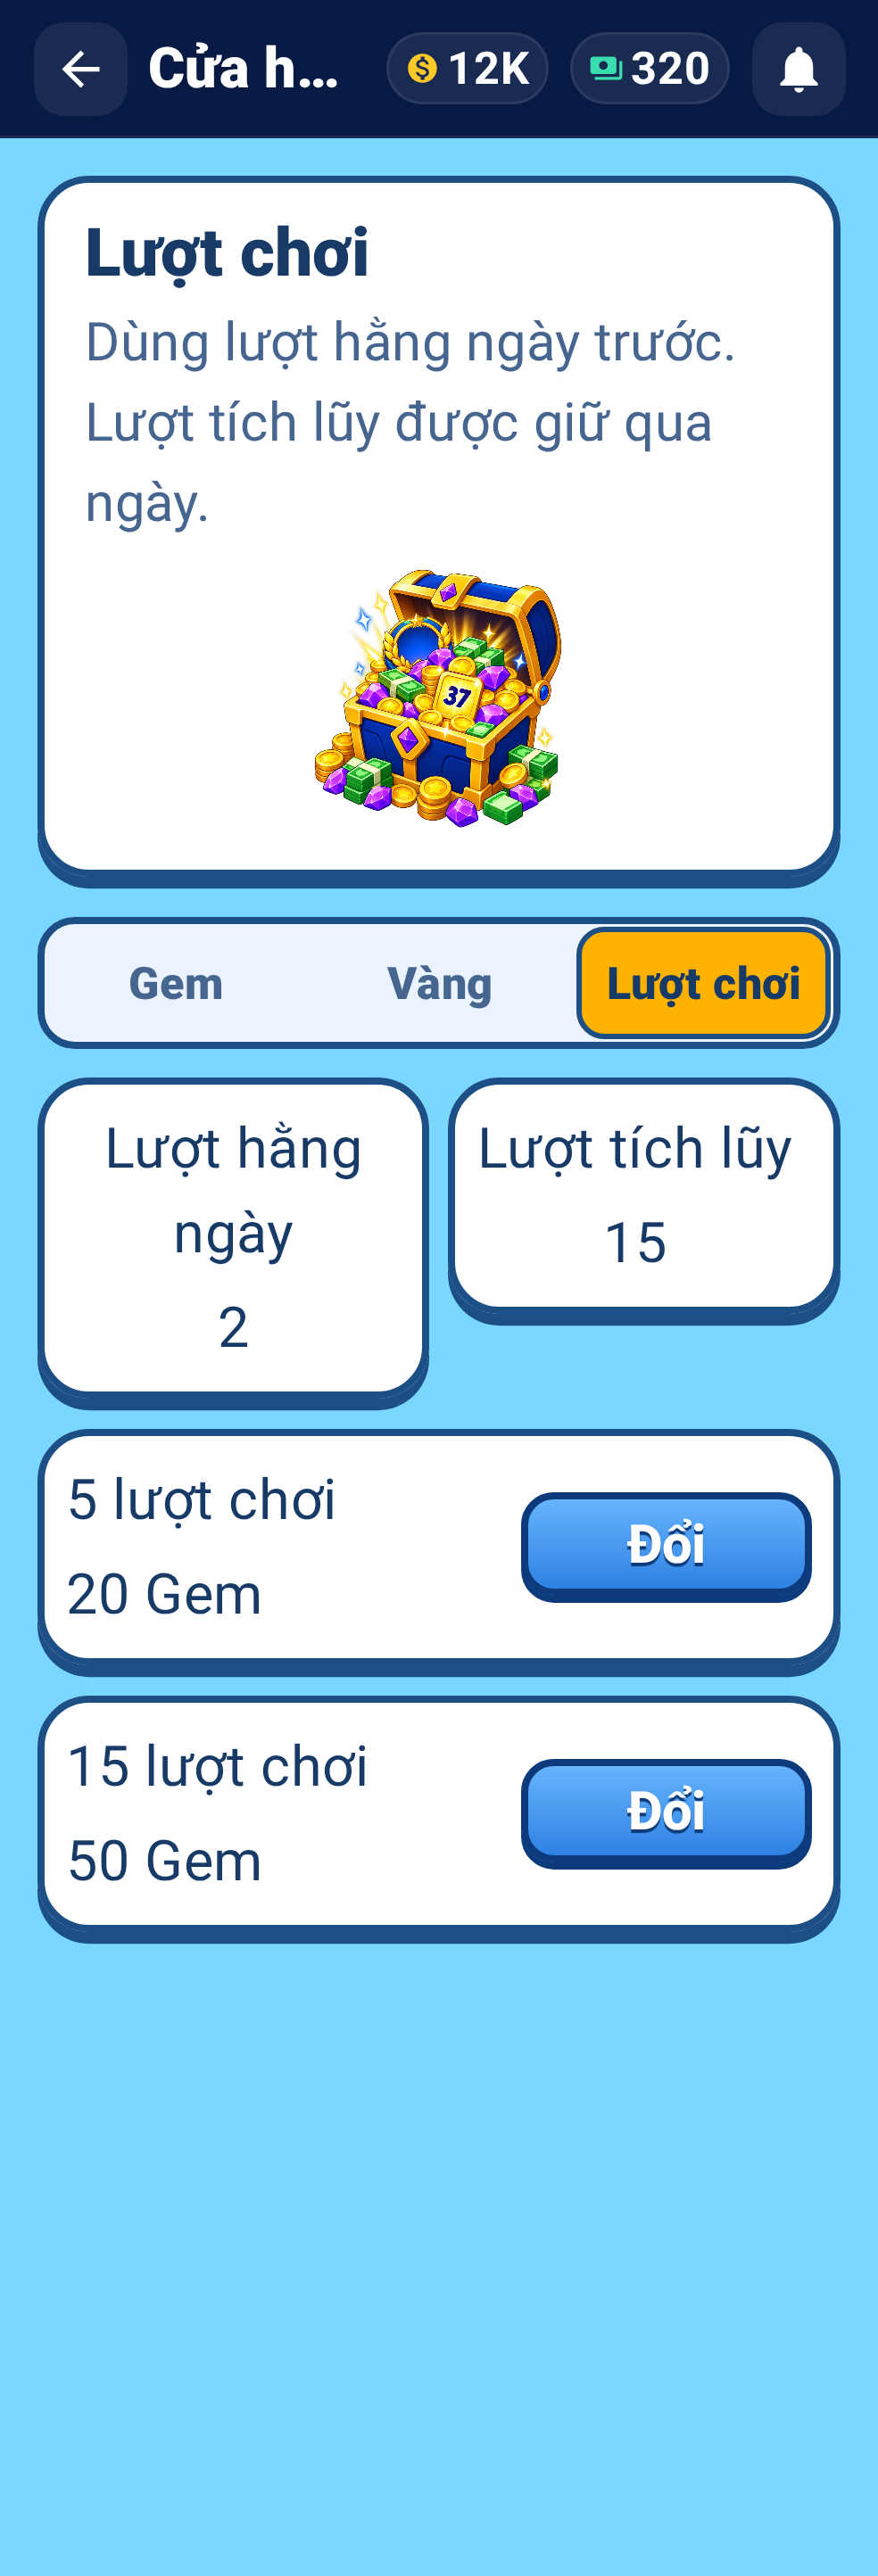 Cửa h...
12K
320
Lượt chơi
Dùng lượt hằng ngày trước.
Lượt tích lũy được giữ qua
ngày.
37
Gem
Vàng
Lượt chơi
Lượt hằng
ngày
2
Lượt tích lũy
15
5 lượt chơi
20 Gem
Đổi
15 lượt chơi
50 Gem
Đổi